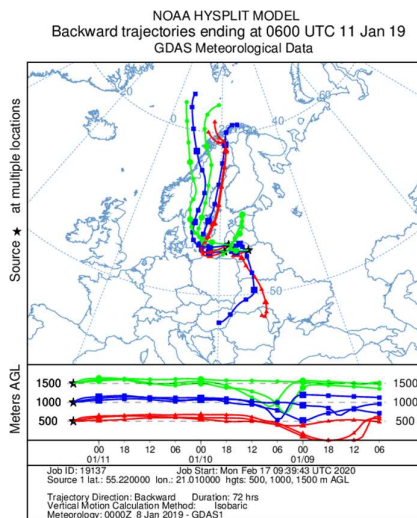 NOAA HYSPLIT MODEL
Backward trajectories ending at 0600 UTC 11 Jan 19
GDAS Meteorological Data
Source ★ at multiple locations
Meters AGL
1500 1500
1000 1000
500 500
00 18 12 06 00 18 12 06 00 18 12 06
01/11 01/10 01/09
Job ID: 19137 Job Start: Mon Feb 17 09:39:43 UTC 2020
Source 1 lat.: 55.220000 lon.: 21.010000 hgts: 500, 1000, 1500 m AGL
Trajectory Direction: Backward Duration: 72 hrs
Vertical Motion Calculation Method: Isobaric
Meteorology: 0000Z 8 Jan 2019 - GDAS1